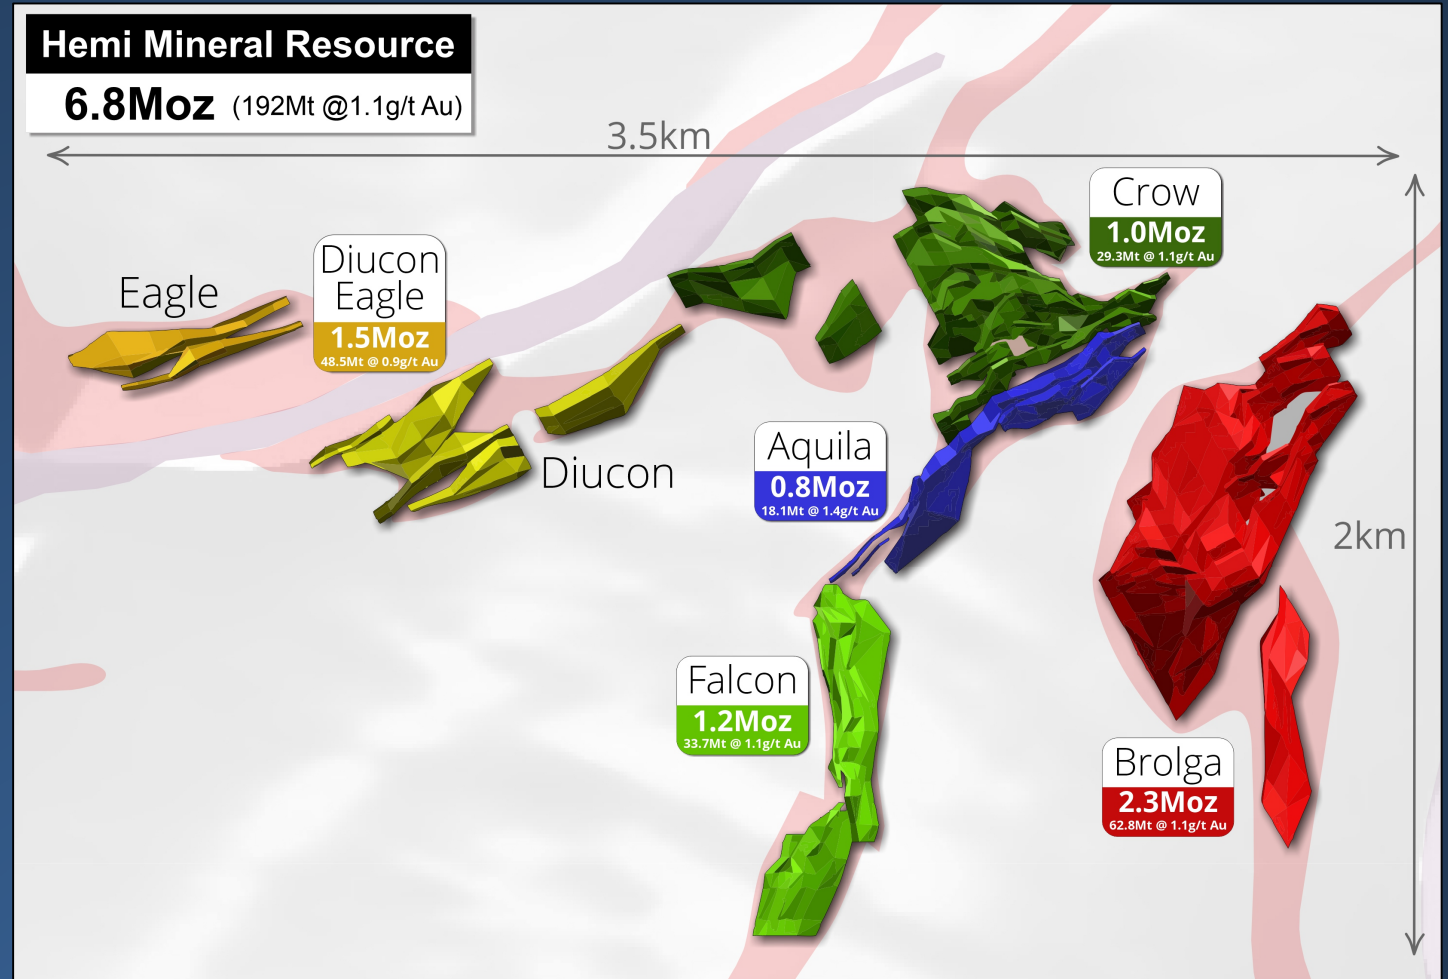 Hemi Mineral Resource
6.8Moz (192Mt @1.1g/t Au)
3.5km
Crow
1.0Moz
29.3Mt @ 1.1g/t Au
Diucon
Eagle
1.5Moz
48.5Mt @ 0.9g/t Au
Eagle
Diucon
Aquila
0.8Moz
18.1Mt @ 1.4g/t Au
2km
Falcon
1.2Moz
33.7Mt @ 1.1g/t Au
Brolga
2.3Moz
62.8Mt @ 1.1g/t Au